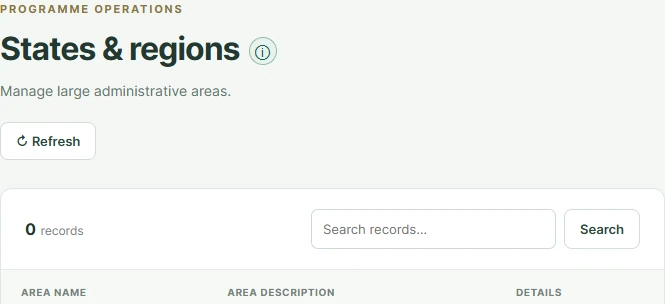 PROGRAMME OPERATIONS
States & regions ⓘ
Manage large administrative areas.
↻ Refresh
0 records
Search records...
Search
AREA NAME
AREA DESCRIPTION
DETAILS